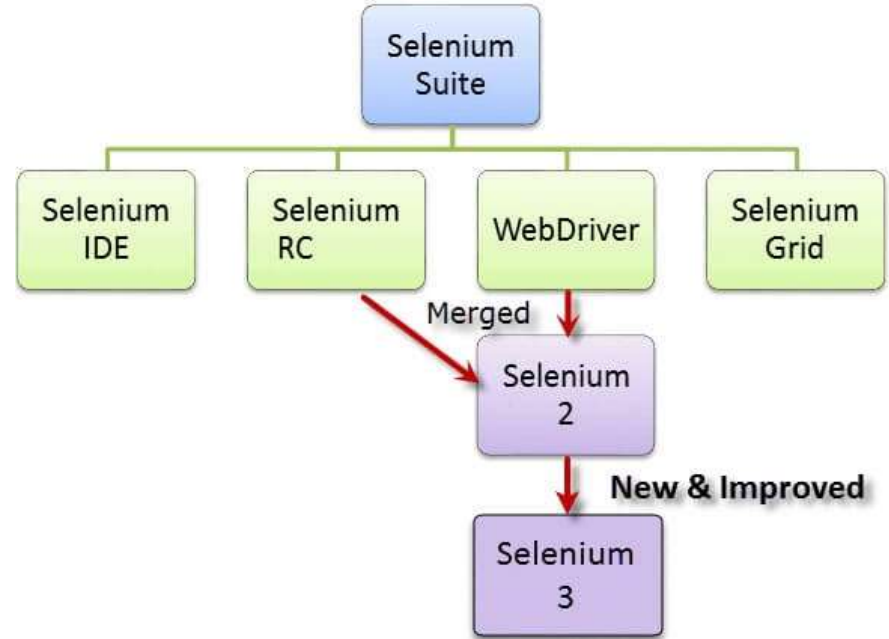 Selenium
Suite
Selenium
IDE
Selenium
RC
WebDriver
Selenium
Grid
Merged
Selenium
2
New & Improved
Selenium
3